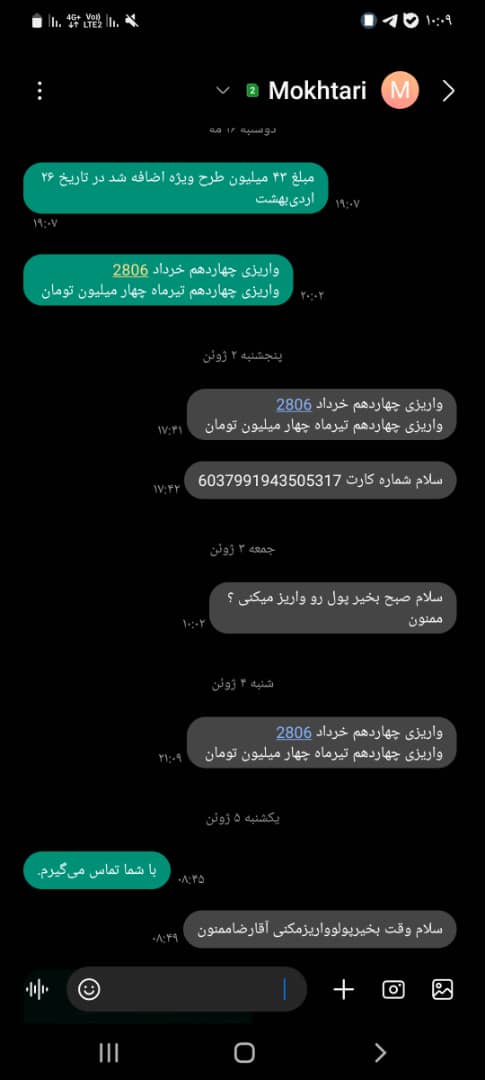 ۱۰:۰۹
4G+ Vo))
LTE2
Mokhtari
M
2
دوشنبه ۱۶ مه
مبلغ ۴۳ میلیون طرح ویژه اضافه شد در تاریخ ۲۶
اردی‌بهشت
۱۹:۰۷
۱۹:۰۷
واریزی چهاردهم خرداد 2806
واریزی چهاردهم تیرماه چهار میلیون تومان
۲۰:۰۲
پنجشنبه ۲ ژوئن
واریزی چهاردهم خرداد 2806
واریزی چهاردهم تیرماه چهار میلیون تومان
۱۷:۴۱
سلام شماره کارت 6037991943505317
۱۷:۴۲
جمعه ۳ ژوئن
سلام صبح بخیر پول رو واریز میکنی ؟
ممنون
۱۰:۰۲
شنبه ۴ ژوئن
واریزی چهاردهم خرداد 2806
واریزی چهاردهم تیرماه چهار میلیون تومان
۲۱:۰۹
یکشنبه ۵ ژوئن
با شما تماس می‌گیرم.
۰۸:۴۵
سلام وقت بخیرپولوواریزمکنی آقارضاممنون
۰۸:۴۹